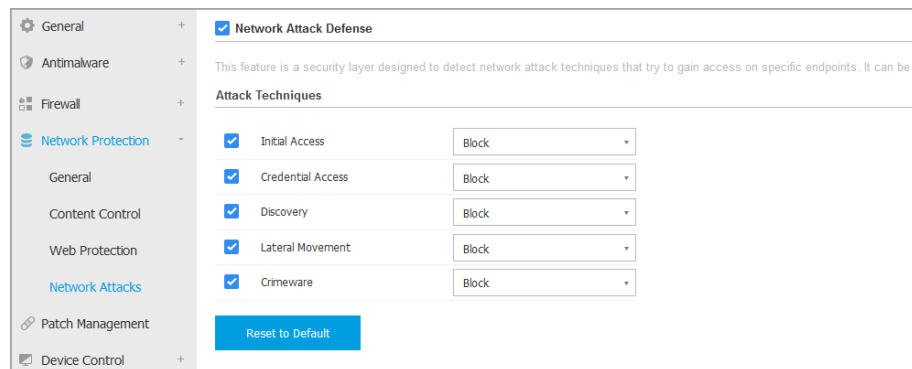 General +
Antimalware +
Firewall +
Network Protection -
General
Content Control
Web Protection
Network Attacks
Patch Management
Device Control +
Network Attack Defense
This feature is a security layer designed to detect network attack techniques that try to gain access on specific endpoints. It can be
Attack Techniques
Initial Access Block
Credential Access Block
Discovery Block
Lateral Movement Block
Crimeware Block
Reset to Default